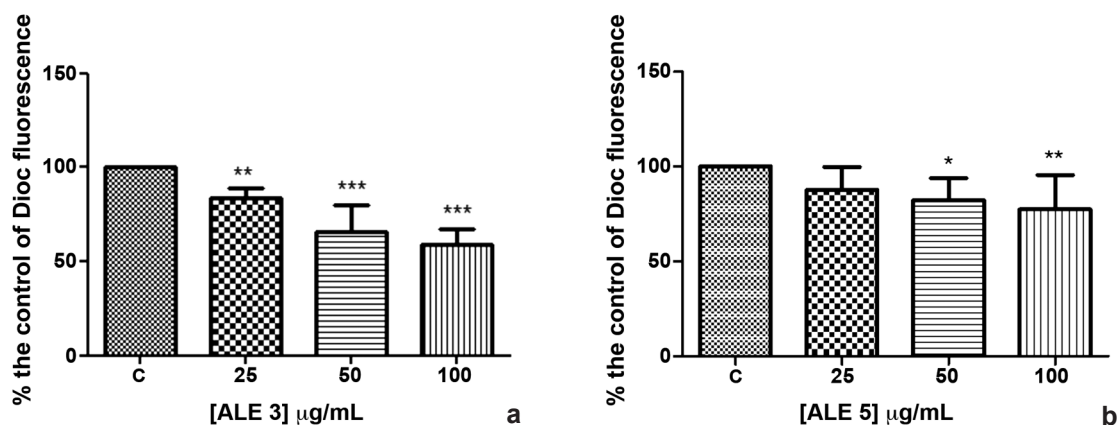 % the control of Dioc fluorescence
150
100
50
0
**
***
***
C 25 50 100
[ALE 3] μg/mL
a
% the control of Dioc fluorescence
150
100
50
0
*
**
C 25 50 100
[ALE 5] μg/mL
b